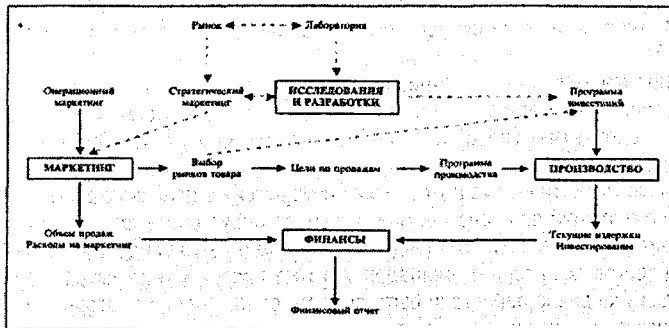 Рынок Лаборатория
Операционный Стратегический ИССЛЕДОВАНИЯ Программа
маркетинг маркетинг И РАЗРАБОТКИ инвестиций
МАРКЕТИНГ Выбор Цели по продажам Программа ПРОИЗВОДСТВО
рынков товара производства
Объем продаж ФИНАНСЫ Текущие издержки
Расходы на маркетинг Инвестирование
Финансовый отчет